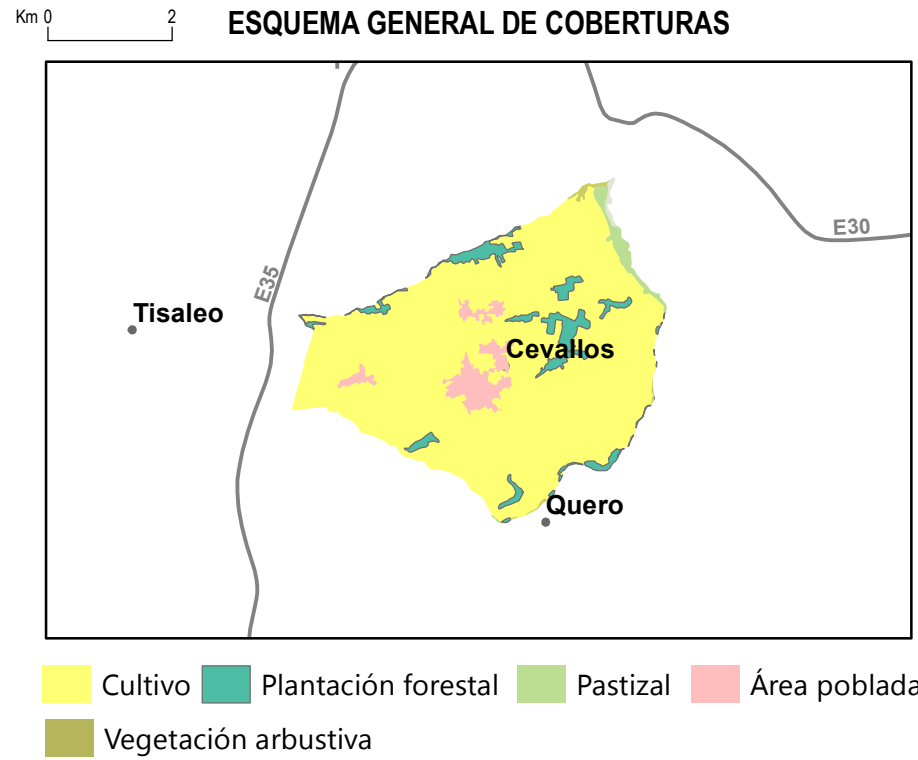 Km 0 2
ESQUEMA GENERAL DE COBERTURAS
E30
E35
Tisaleo
Cevallos
Quero
Cultivo Plantación forestal Pastizal Área poblada
Vegetación arbustiva